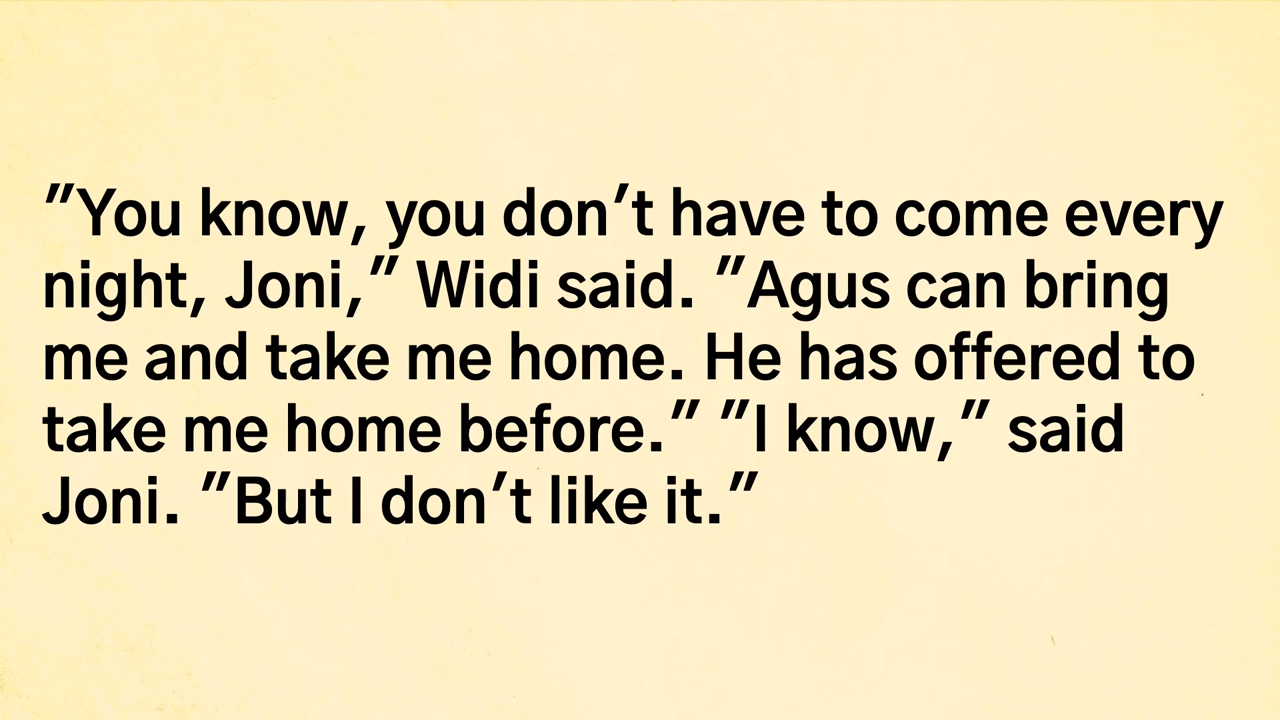 "You know, you don't have to come every
night, Joni," Widi said. "Agus can bring
me and take me home. He has offered to
take me home before." "I know," said
Joni. "But I don't like it."